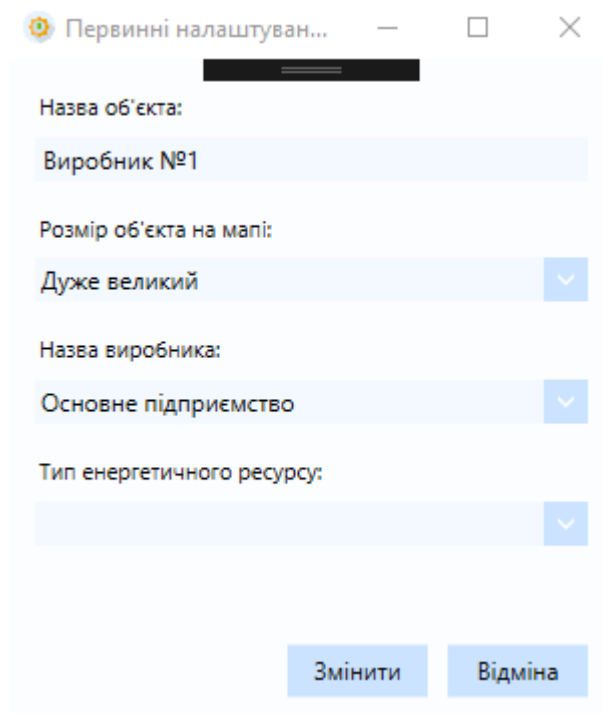 Первинні налаштуван...
Назва об'єкта:
Виробник №1
Розмір об'єкта на мапі:
Дуже великий
Назва виробника:
Основне підприємство
Тип енергетичного ресурсу:
Змінити Відміна